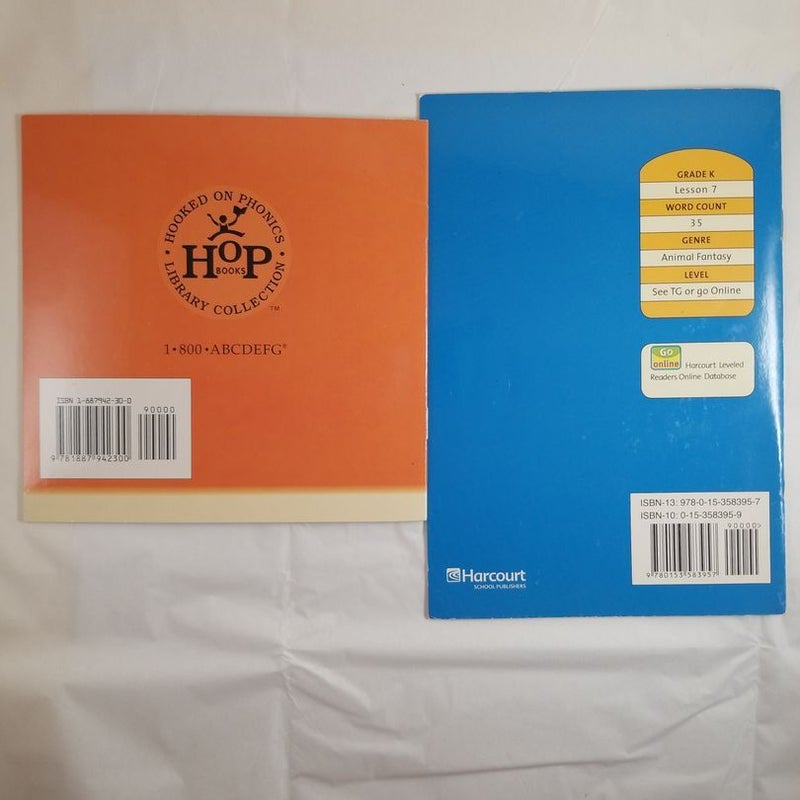 HOOKED ON PHONICS
HOP
BOOKS
LIBRARY COLLECTION
TM
1•800•ABCDEFG®
ISBN 1-887942-30-0
90000
9 781887 942300
GRADE K
Lesson 7
WORD COUNT
35
GENRE
Animal Fantasy
LEVEL
See TG or go Online
Go online Harcourt Leveled
Readers Online Database
ISBN-13: 978-0-15-358395-7
ISBN-10: 0-15-358395-9
90000>
9 780153 583957
Harcourt
SCHOOL PUBLISHERS